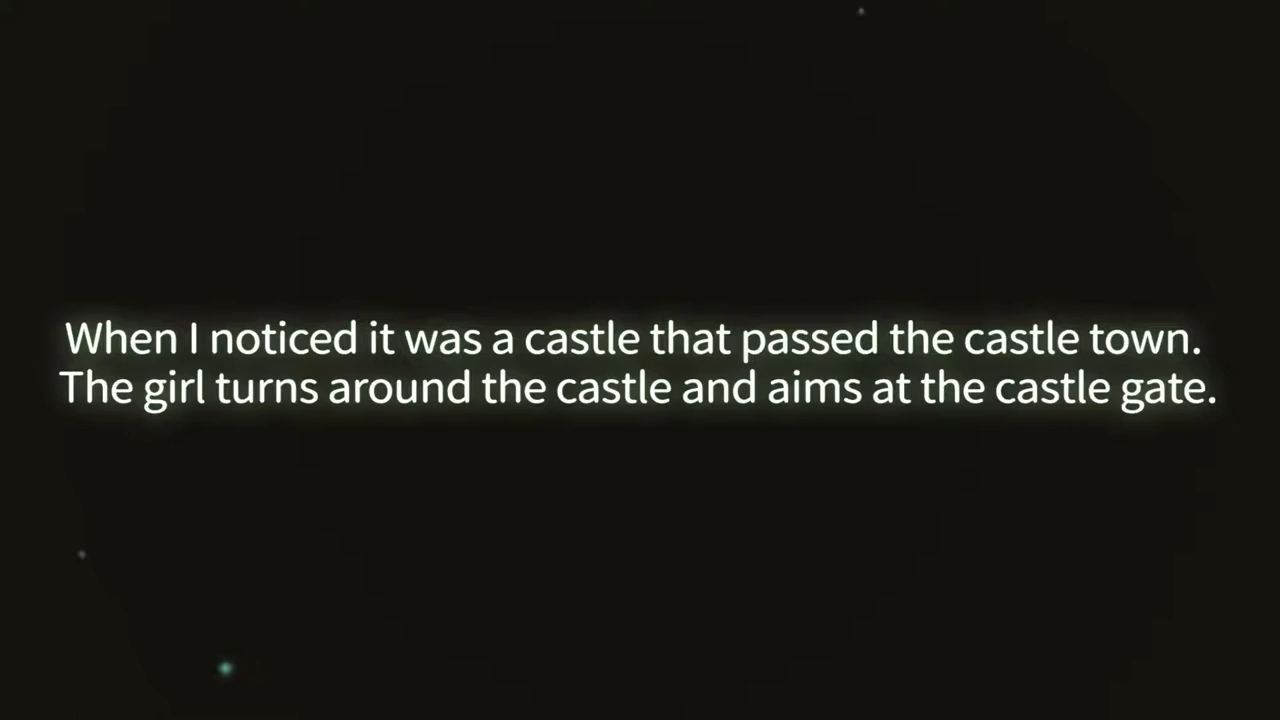 When I noticed it was a castle that passed the castle town.
The girl turns around the castle and aims at the castle gate.